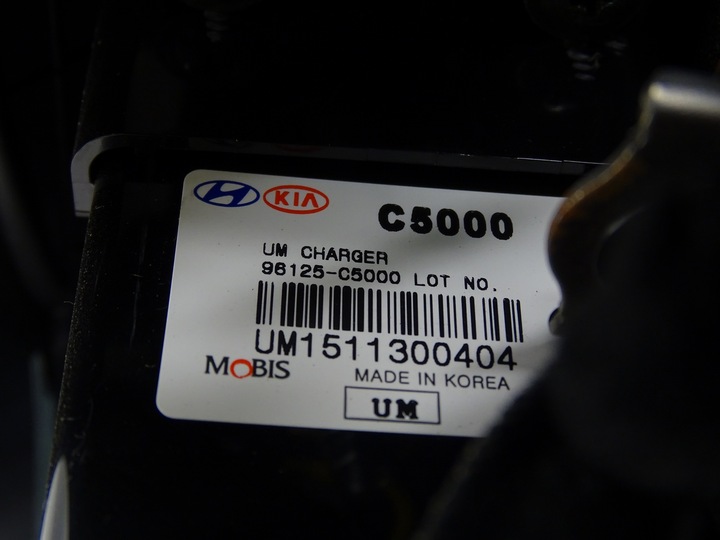 KIA
C5000
UM CHARGER
96125-C5000 LOT NO.
UM1511300404
MOBIS
MADE IN KOREA
UM